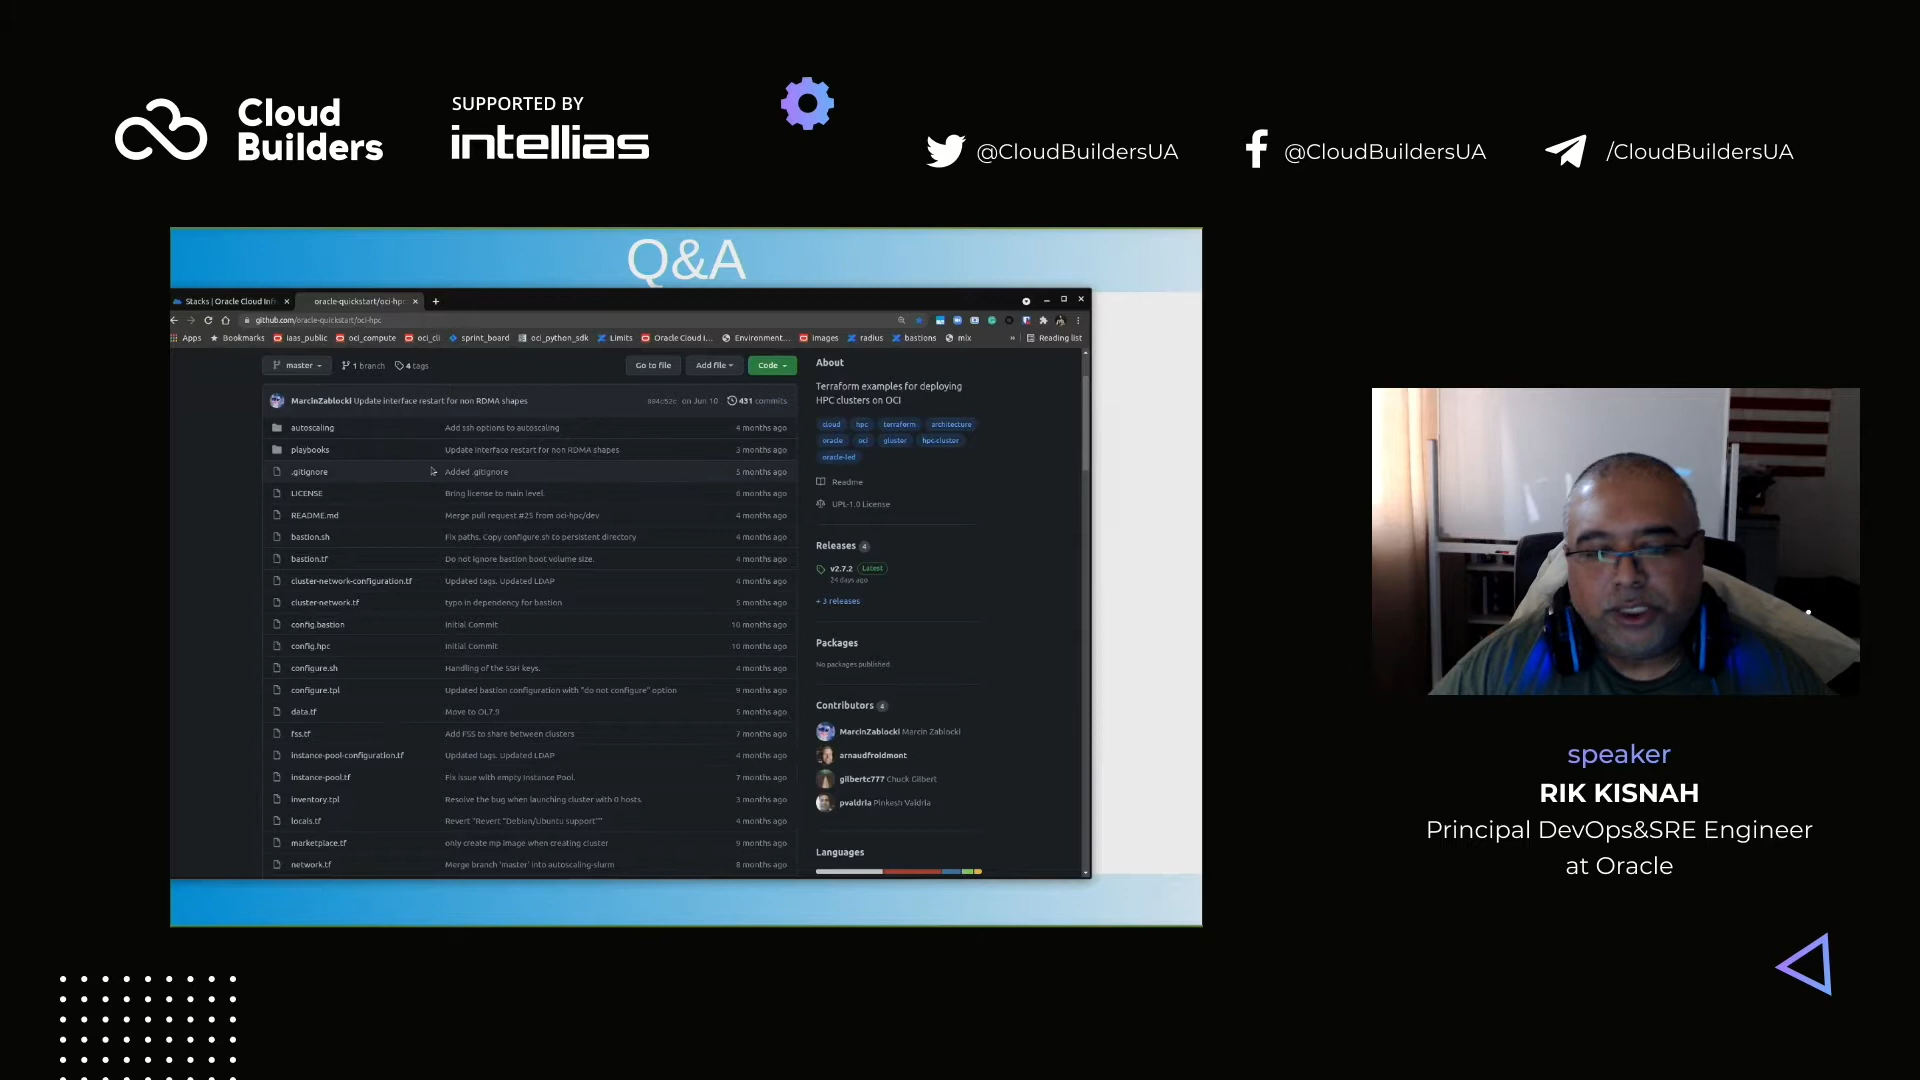 Cloud
Builders
SUPPORTED BY
intellias
@CloudBuildersUA
@CloudBuildersUA
/CloudBuildersUA
Q&A
Stacks | Oracle Cloud Infr
oracle-quickstart/oci-hpc
github.com/oracle-quickstart/oci-hpc
Apps
Bookmarks
iaas_public
oci_compute
oci_cli
sprint_board
oci_python_sdk
Limits
Oracle Cloud I...
Environment...
images
radius
bastions
mlx
»
Reading list
master
1 branch
4 tags
Go to file
Add file
Code
MarcinZablocki Update interface restart for non RDMA shapes
on Jun 10
431 commits
autoscaling Add ssh options to autoscaling 4 months ago
playbooks Update interface restart for non RDMA shapes 3 months ago
.gitignore Added .gitignore 5 months ago
LICENSE Bring license to main level. 6 months ago
README.md Merge pull request #25 from oci-hpc/dev 4 months ago
bastion.sh Fix paths. Copy configure.sh to persistent directory 4 months ago
bastion.tf Do not ignore bastion boot volume size. 4 months ago
cluster-network-configuration.tf Updated tags. Updated LDAP 4 months ago
cluster-network.tf typo in dependency for bastion 5 months ago
config.bastion Initial Commit 10 months ago
config.hpc Initial Commit 10 months ago
configure.sh Handling of the SSH keys. 4 months ago
configure.tpl Updated bastion configuration with "do not configure" option 9 months ago
data.tf Move to OL7.9 5 months ago
fss.tf Add FSS to share between clusters 7 months ago
instance-pool-configuration.tf Updated tags. Updated LDAP 4 months ago
instance-pool.tf Fix issue with empty Instance Pool. 7 months ago
inventory.tpl Resolve the bug when launching cluster with 0 hosts. 3 months ago
locals.tf Revert "Revert "Debian/Ubuntu support"" 4 months ago
marketplace.tf only create mp image when creating cluster 9 months ago
network.tf Merge branch 'master' into autoscaling-slurm 8 months ago
About
Terraform examples for deploying
HPC clusters on OCI
cloud hpc terraform architecture
oracle oci gluster hpc-cluster
oracle-led
Readme
UPL-1.0 License
Releases 4
v2.7.2 Latest
24 days ago
+ 3 releases
Packages
No packages published
Contributors 4
MarcinZablocki Marcin Zablocki
arnaudfroidmont
gilbertc777 Chuck Gilbert
pvaldria Pinkesh Valdria
Languages
speaker
RIK KISNAH
Principal DevOps&SRE Engineer
at Oracle